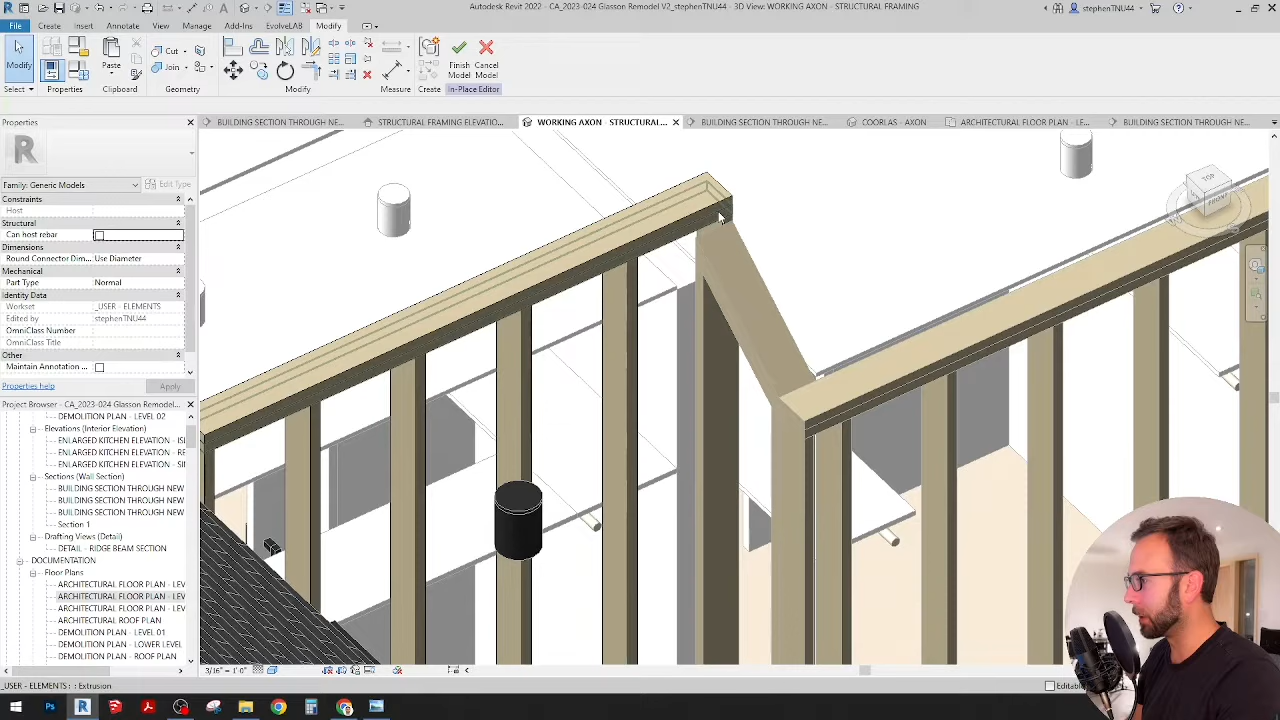 Autodesk Revit 2022 - CA_2023-024 Glasson Remodel V2_stephenTNU44 - 3D View: WORKING AXON - STRUCTURAL FRAMING
stephenTNU44
File Create Insert Annotate View Manage Add-Ins EvolveLAB Modify
Modify
Paste
Cut
Join
Finish Model
Cancel Model
Select Properties Clipboard Geometry Modify Measure Create In-Place Editor
Properties
BUILDING SECTION THROUGH NE...
STRUCTURAL FRAMING ELEVATIO...
WORKING AXON - STRUCTURAL...
BUILDING SECTION THROUGH NE...
COORLAS - AXON
ARCHITECTURAL FLOOR PLAN - LE...
BUILDING SECTION THROUGH NE...
R
Family: Generic Models
Edit Type
Constraints
Host
Structural
Can host rebar
Dimensions
Round Connector Dim... Use Diameter
Mechanical
Part Type Normal
Identity Data
Workset _USER - ELEMENTS
Edited by stephenTNU44
OmniClass Number
OmniClass Title
Other
Maintain Annotation ...
Properties help
Apply
Project Browser - CA_2023-024 Glasson Remodel...
DEMOLITION PLAN - LEVEL 02
Elevations (Interior Elevation)
ENLARGED KITCHEN ELEVATION - ISL
ENLARGED KITCHEN ELEVATION - RE
ENLARGED KITCHEN ELEVATION - SI
Sections (Wall Section)
BUILDING SECTION THROUGH NEW
BUILDING SECTION THROUGH NEW
BUILDING SECTION THROUGH NEW
Section 1
Drafting Views (Detail)
DETAIL - RIDGE BEAM SECTION
DOCUMENTATION
Floor Plans
ARCHITECTURAL FLOOR PLAN - LEV
ARCHITECTURAL FLOOR PLAN - LEV
ARCHITECTURAL FLOOR PLAN - LEV
ARCHITECTURAL ROOF PLAN
DEMOLITION PLAN - LEVEL 01
DEMOLITION PLAN - LOWER LEVEL
DEMOLITION PLAN - ROOF PLAN
TOP
FRONT
3/16" = 1'-0"
_USER - ELEMENTS : : Extrusion